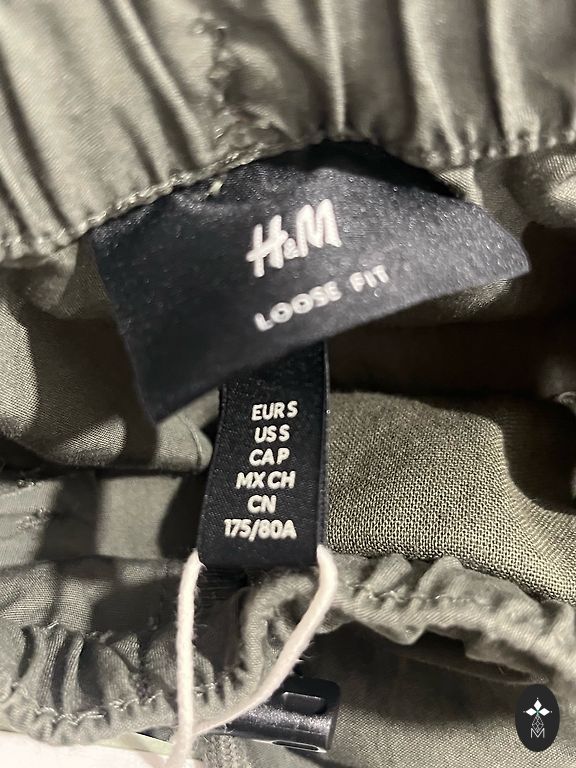 H&M
LOOSE FIT
EUR S
US S
CA P
MX CH
CN
175/80A
M